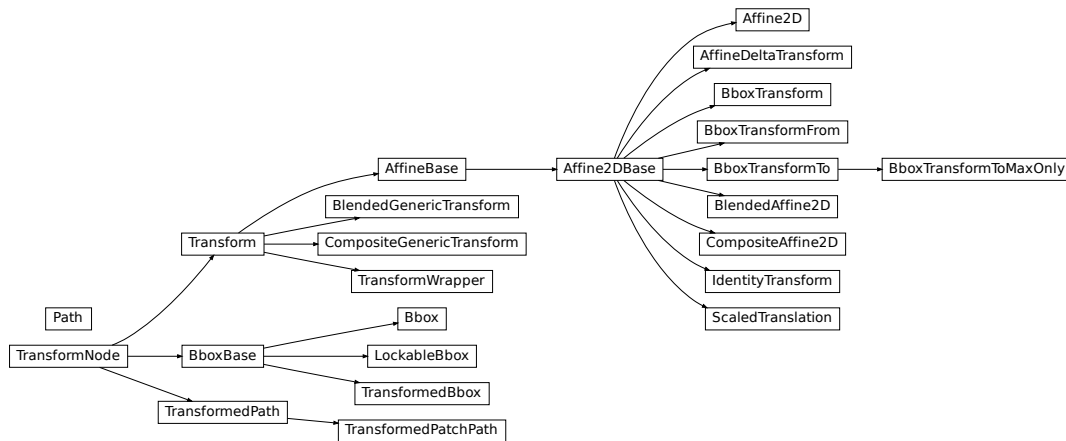 Affine2D
AffineDeltaTransform
BboxTransform
BboxTransformFrom
AffineBase
Affine2DBase
BboxTransformTo
BboxTransformToMaxOnly
BlendedGenericTransform
BlendedAffine2D
Transform
CompositeGenericTransform
CompositeAffine2D
TransformWrapper
IdentityTransform
Path
Bbox
ScaledTranslation
TransformNode
BboxBase
LockableBbox
TransformedBbox
TransformedPath
TransformedPatchPath